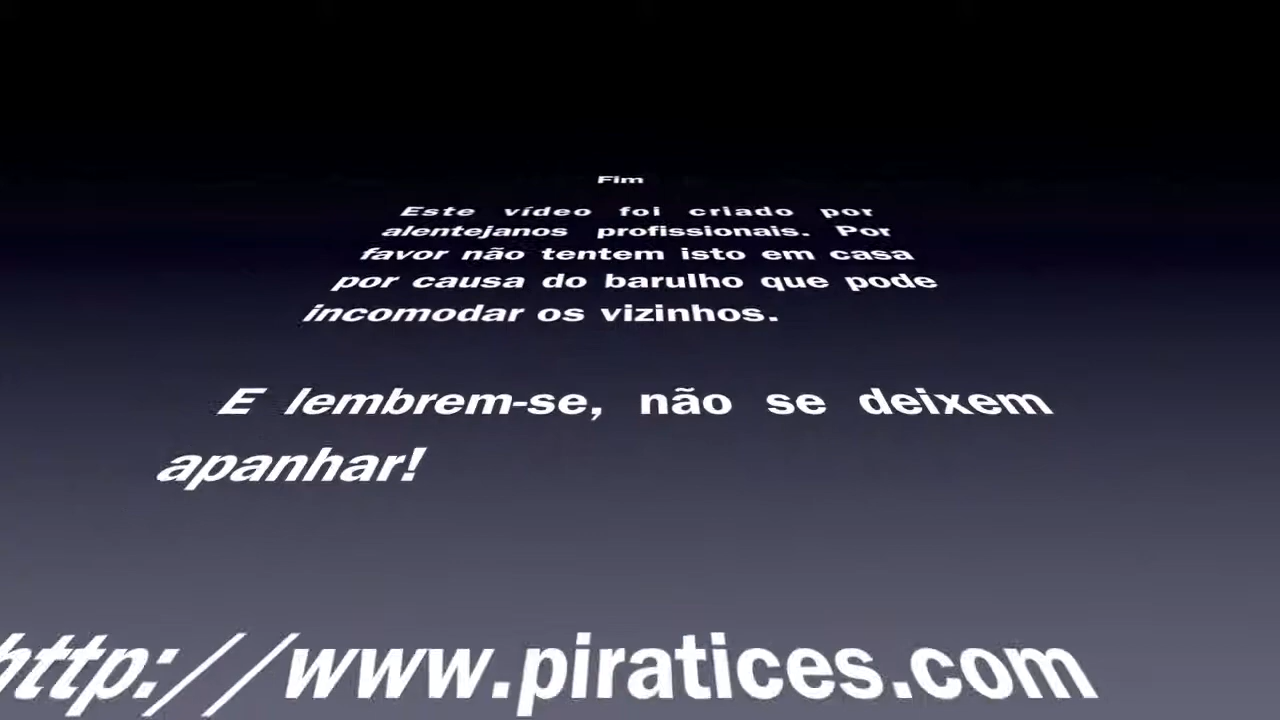 Fim
Este vídeo foi criado por
alentejanos profissionais. Por
favor não tentem isto em casa
por causa do barulho que pode
incomodar os vizinhos.
E lembrem-se, não se deixem
apanhar!
http://www.piratices.com